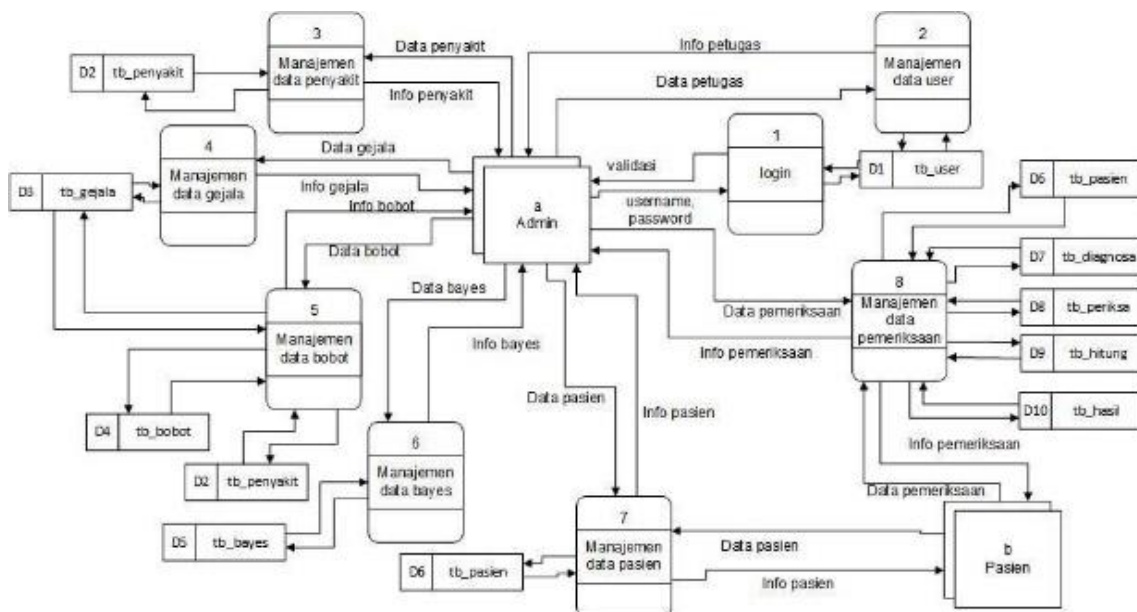 3
Manajemen
data penyakit
D2 tb_penyakit
Data penyakit
Info penyakit
2
Manajemen
data user
Info petugas
Data petugas
1
login
validasi
username,
password
D1 tb_user
4
Manajemen
data gejala
D3 tb_gejala
Data gejala
Info gejala
Info bobot
Data bobot
a
Admin
D6 tb_pasien
D7 tb_diagnosa
D8 tb_periksa
D9 tb_hitung
D10 tb_hasil
8
Manajemen
data
pemeriksaan
Data pemeriksaan
Info pemeriksaan
5
Manajemen
data bobot
Data bayes
Info bayes
D4 tb_bobot
D2 tb_penyakit
6
Manajemen
data bayes
D5 tb_bayes
Data pasien
Info pasien
7
Manajemen
data pasien
D6 tb_pasien
Info pemeriksaan
Data pemeriksaan
Data pasien
Info pasien
b
Pasien